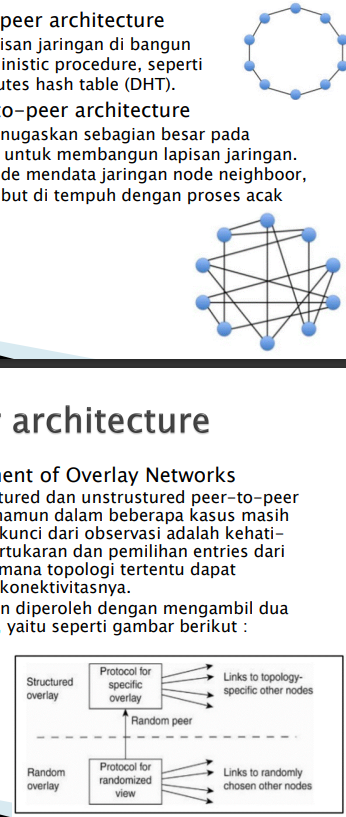 peer architecture
isan jaringan di bangun
inistic procedure, seperti
utes hash table (DHT).
to-peer architecture
nugaskan sebagian besar pada
untuk membangun lapisan jaringan.
de mendata jaringan node neighboor,
but di tempuh dengan proses acak
r architecture
ment of Overlay Networks
tured dan unstrustured peer-to-peer
namun dalam beberapa kasus masih
kunci dari observasi adalah kehati-
rtukaran dan pemilihan entries dari
mana topologi tertentu dapat
konektivitasnya.
n diperoleh dengan mengambil dua
, yaitu seperti gambar berikut :
Structured overlay
Protocol for specific overlay
Links to topology-specific other nodes
Random peer
Random overlay
Protocol for randomized view
Links to randomly chosen other nodes